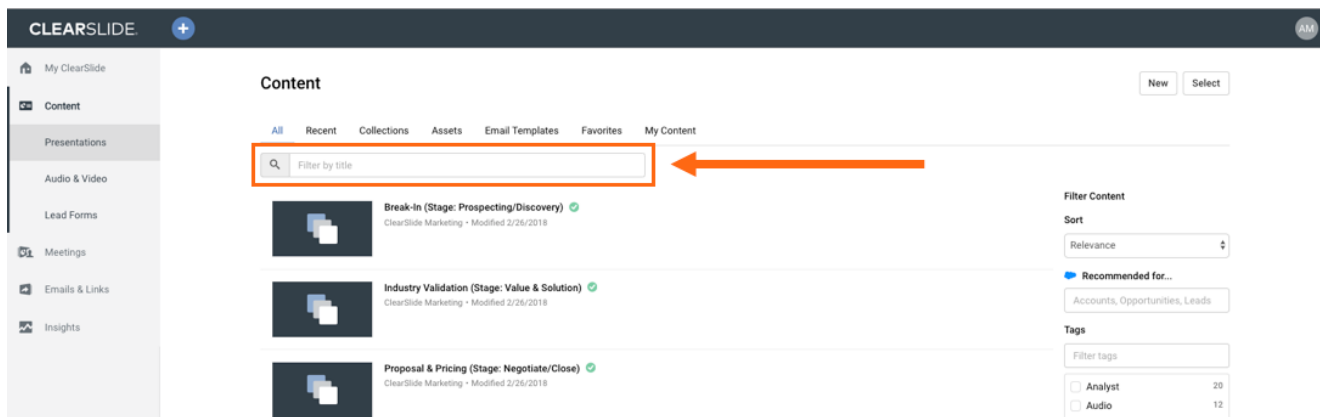 CLEARSLIDE.
AM
My ClearSlide
Content
Presentations
Audio & Video
Lead Forms
Meetings
Emails & Links
Insights
Content
New Select
All Recent Collections Assets Email Templates Favorites My Content
Filter by title
Break-In (Stage: Prospecting/Discovery)
ClearSlide Marketing • Modified 2/26/2018
Industry Validation (Stage: Value & Solution)
ClearSlide Marketing • Modified 2/26/2018
Proposal & Pricing (Stage: Negotiate/Close)
ClearSlide Marketing • Modified 2/26/2018
Filter Content
Sort
Relevance
Recommended for...
Accounts, Opportunities, Leads
Tags
Filter tags
Analyst 20
Audio 12